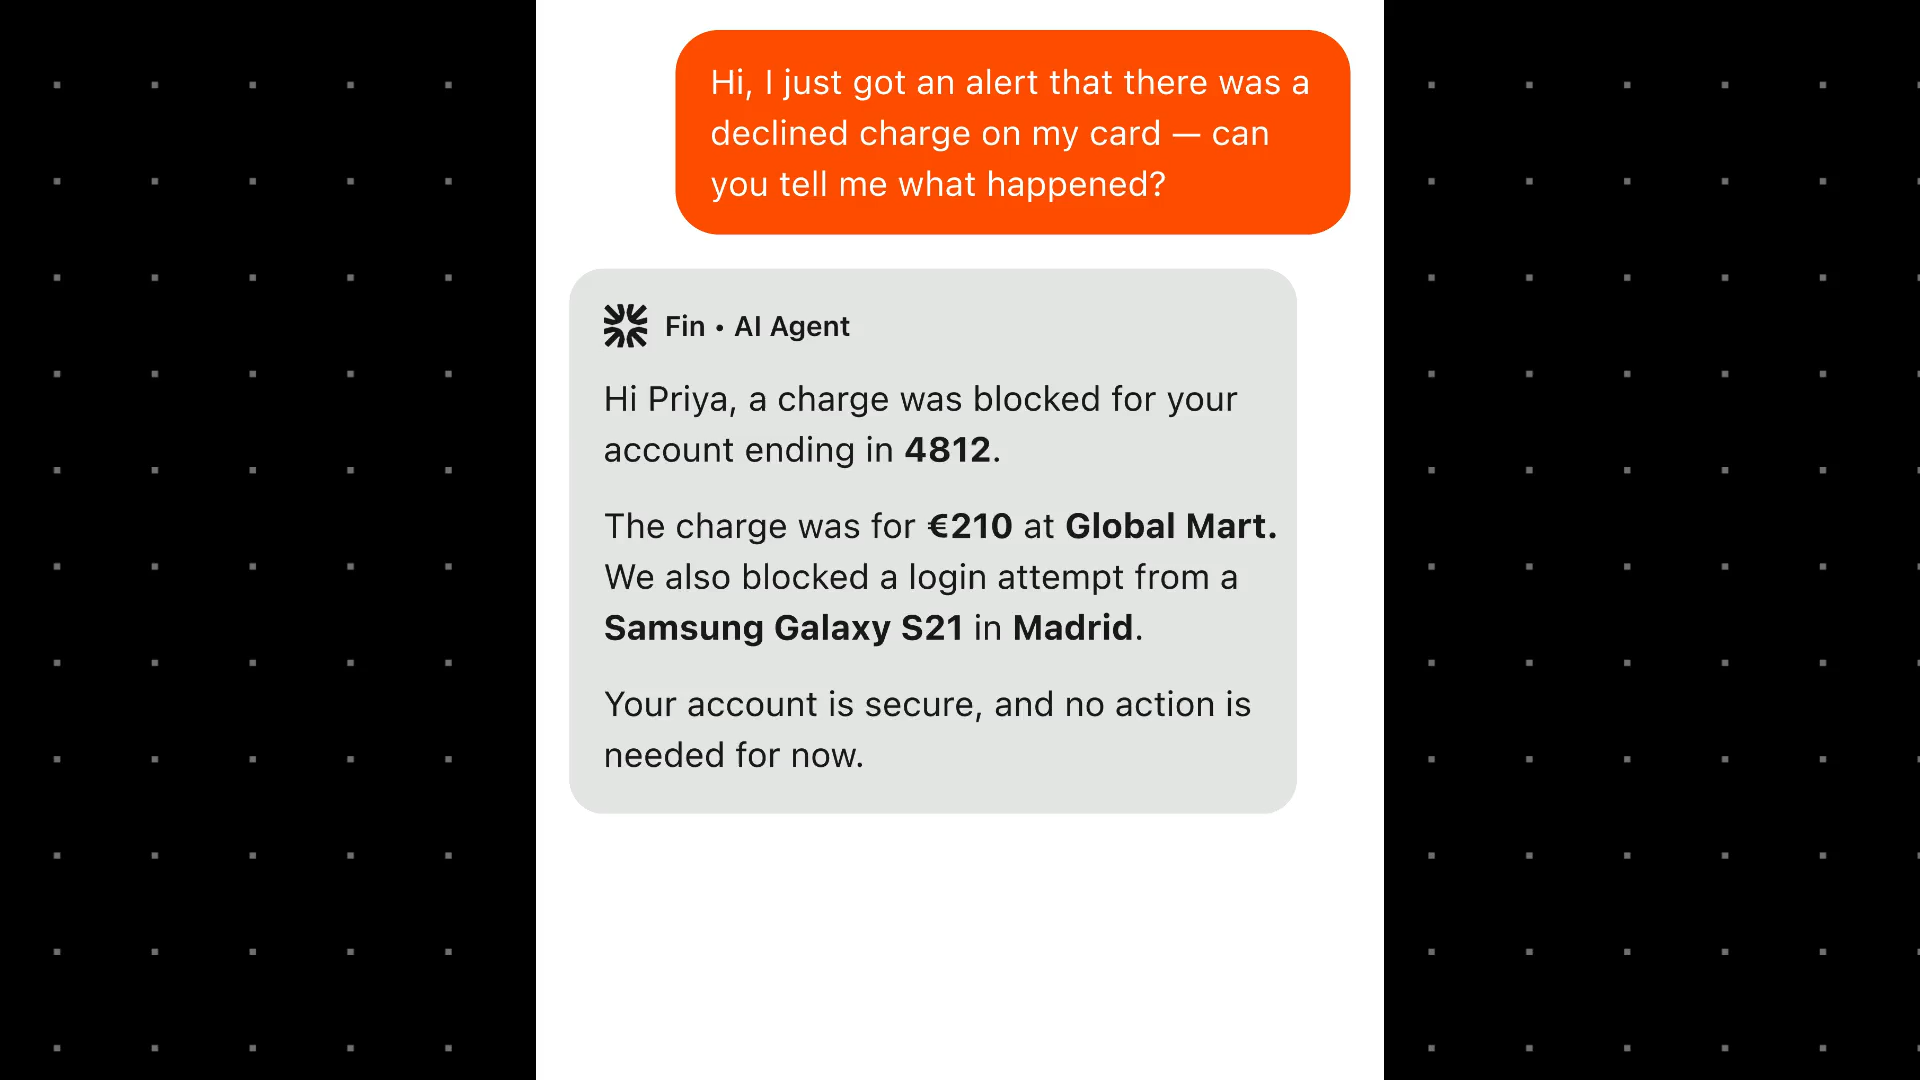 Hi, I just got an alert that there was a
declined charge on my card — can
you tell me what happened?
Fin • AI Agent
Hi Priya, a charge was blocked for your
account ending in 4812.
The charge was for €210 at Global Mart.
We also blocked a login attempt from a
Samsung Galaxy S21 in Madrid.
Your account is secure, and no action is
needed for now.